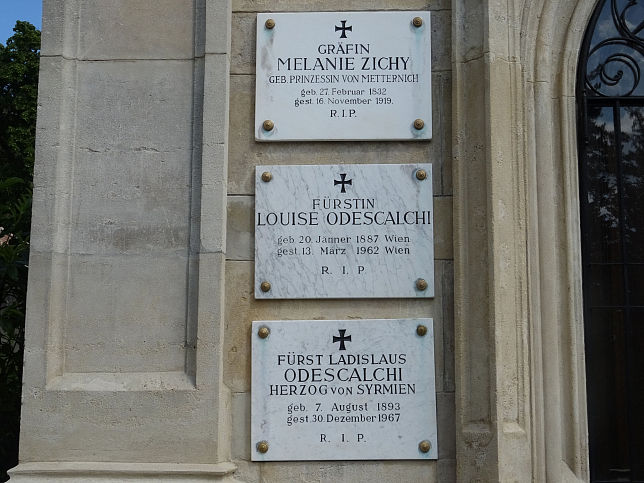 GRÄFIN
MELANIE ZICHY
GEB. PRINZESSIN VON METTERNICH
geb. 27. Februar 1832
gest. 16. November 1919.
R.I.P.
FÜRSTIN
LOUISE ODESCALCHI
geb. 20. Jänner 1887 Wien
gest. 13. März 1962 Wien
R I P
FÜRST LADISLAUS
ODESCALCHI
HERZOG VON SYRMIEN
geb. 7. August 1893
gest 30. Dezember 1967
R. I. P.